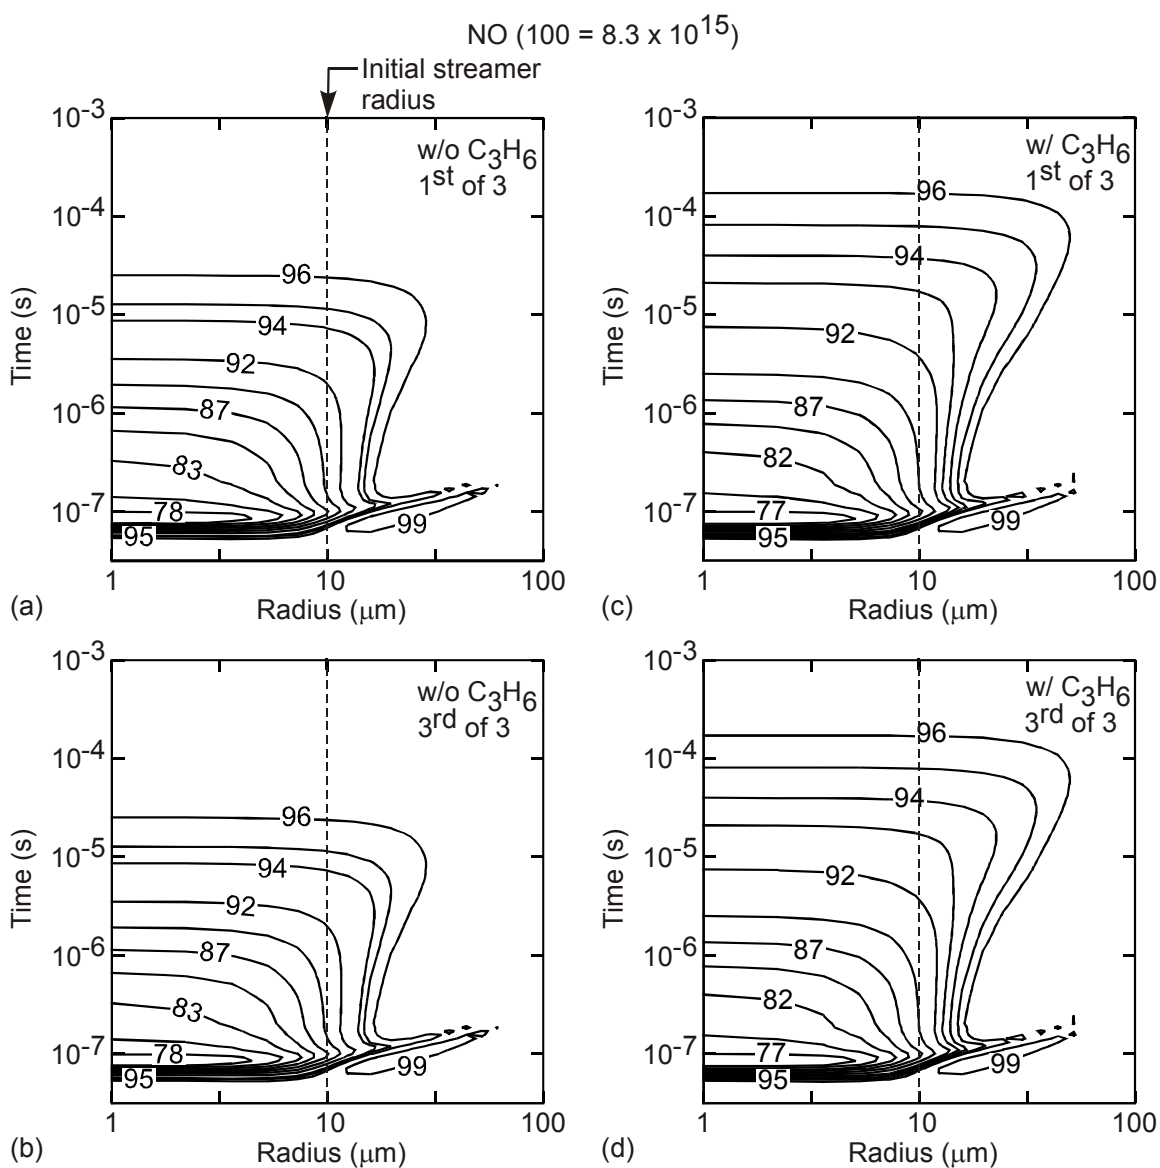 NO (100 = 8.3 x 10^15)
Initial streamer
radius
10^-3
10^-4
10^-5
10^-6
10^-7
Time (s)
w/o C3H6
1st of 3
96
94
92
87
83
78
95
99
1
10
100
(a)
Radius (μm)
10^-3
10^-4
10^-5
10^-6
10^-7
Time (s)
w/ C3H6
1st of 3
96
94
92
87
82
77
95
99
1
10
100
(c)
Radius (μm)
10^-3
10^-4
10^-5
10^-6
10^-7
Time (s)
w/o C3H6
3rd of 3
96
94
92
87
83
78
95
99
1
10
100
(b)
Radius (μm)
10^-3
10^-4
10^-5
10^-6
10^-7
Time (s)
w/ C3H6
3rd of 3
96
94
92
87
82
77
95
99
1
10
100
(d)
Radius (μm)